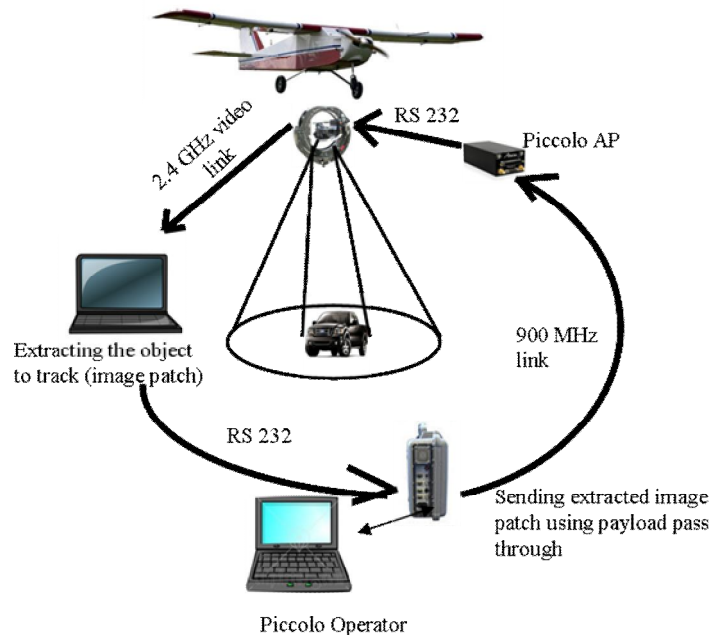 RS 232
Piccolo AP
2.4 GHz video
link
Extracting the object
to track (image patch)
900 MHz
link
RS 232
Sending extracted image
patch using payload pass
through
Piccolo Operator